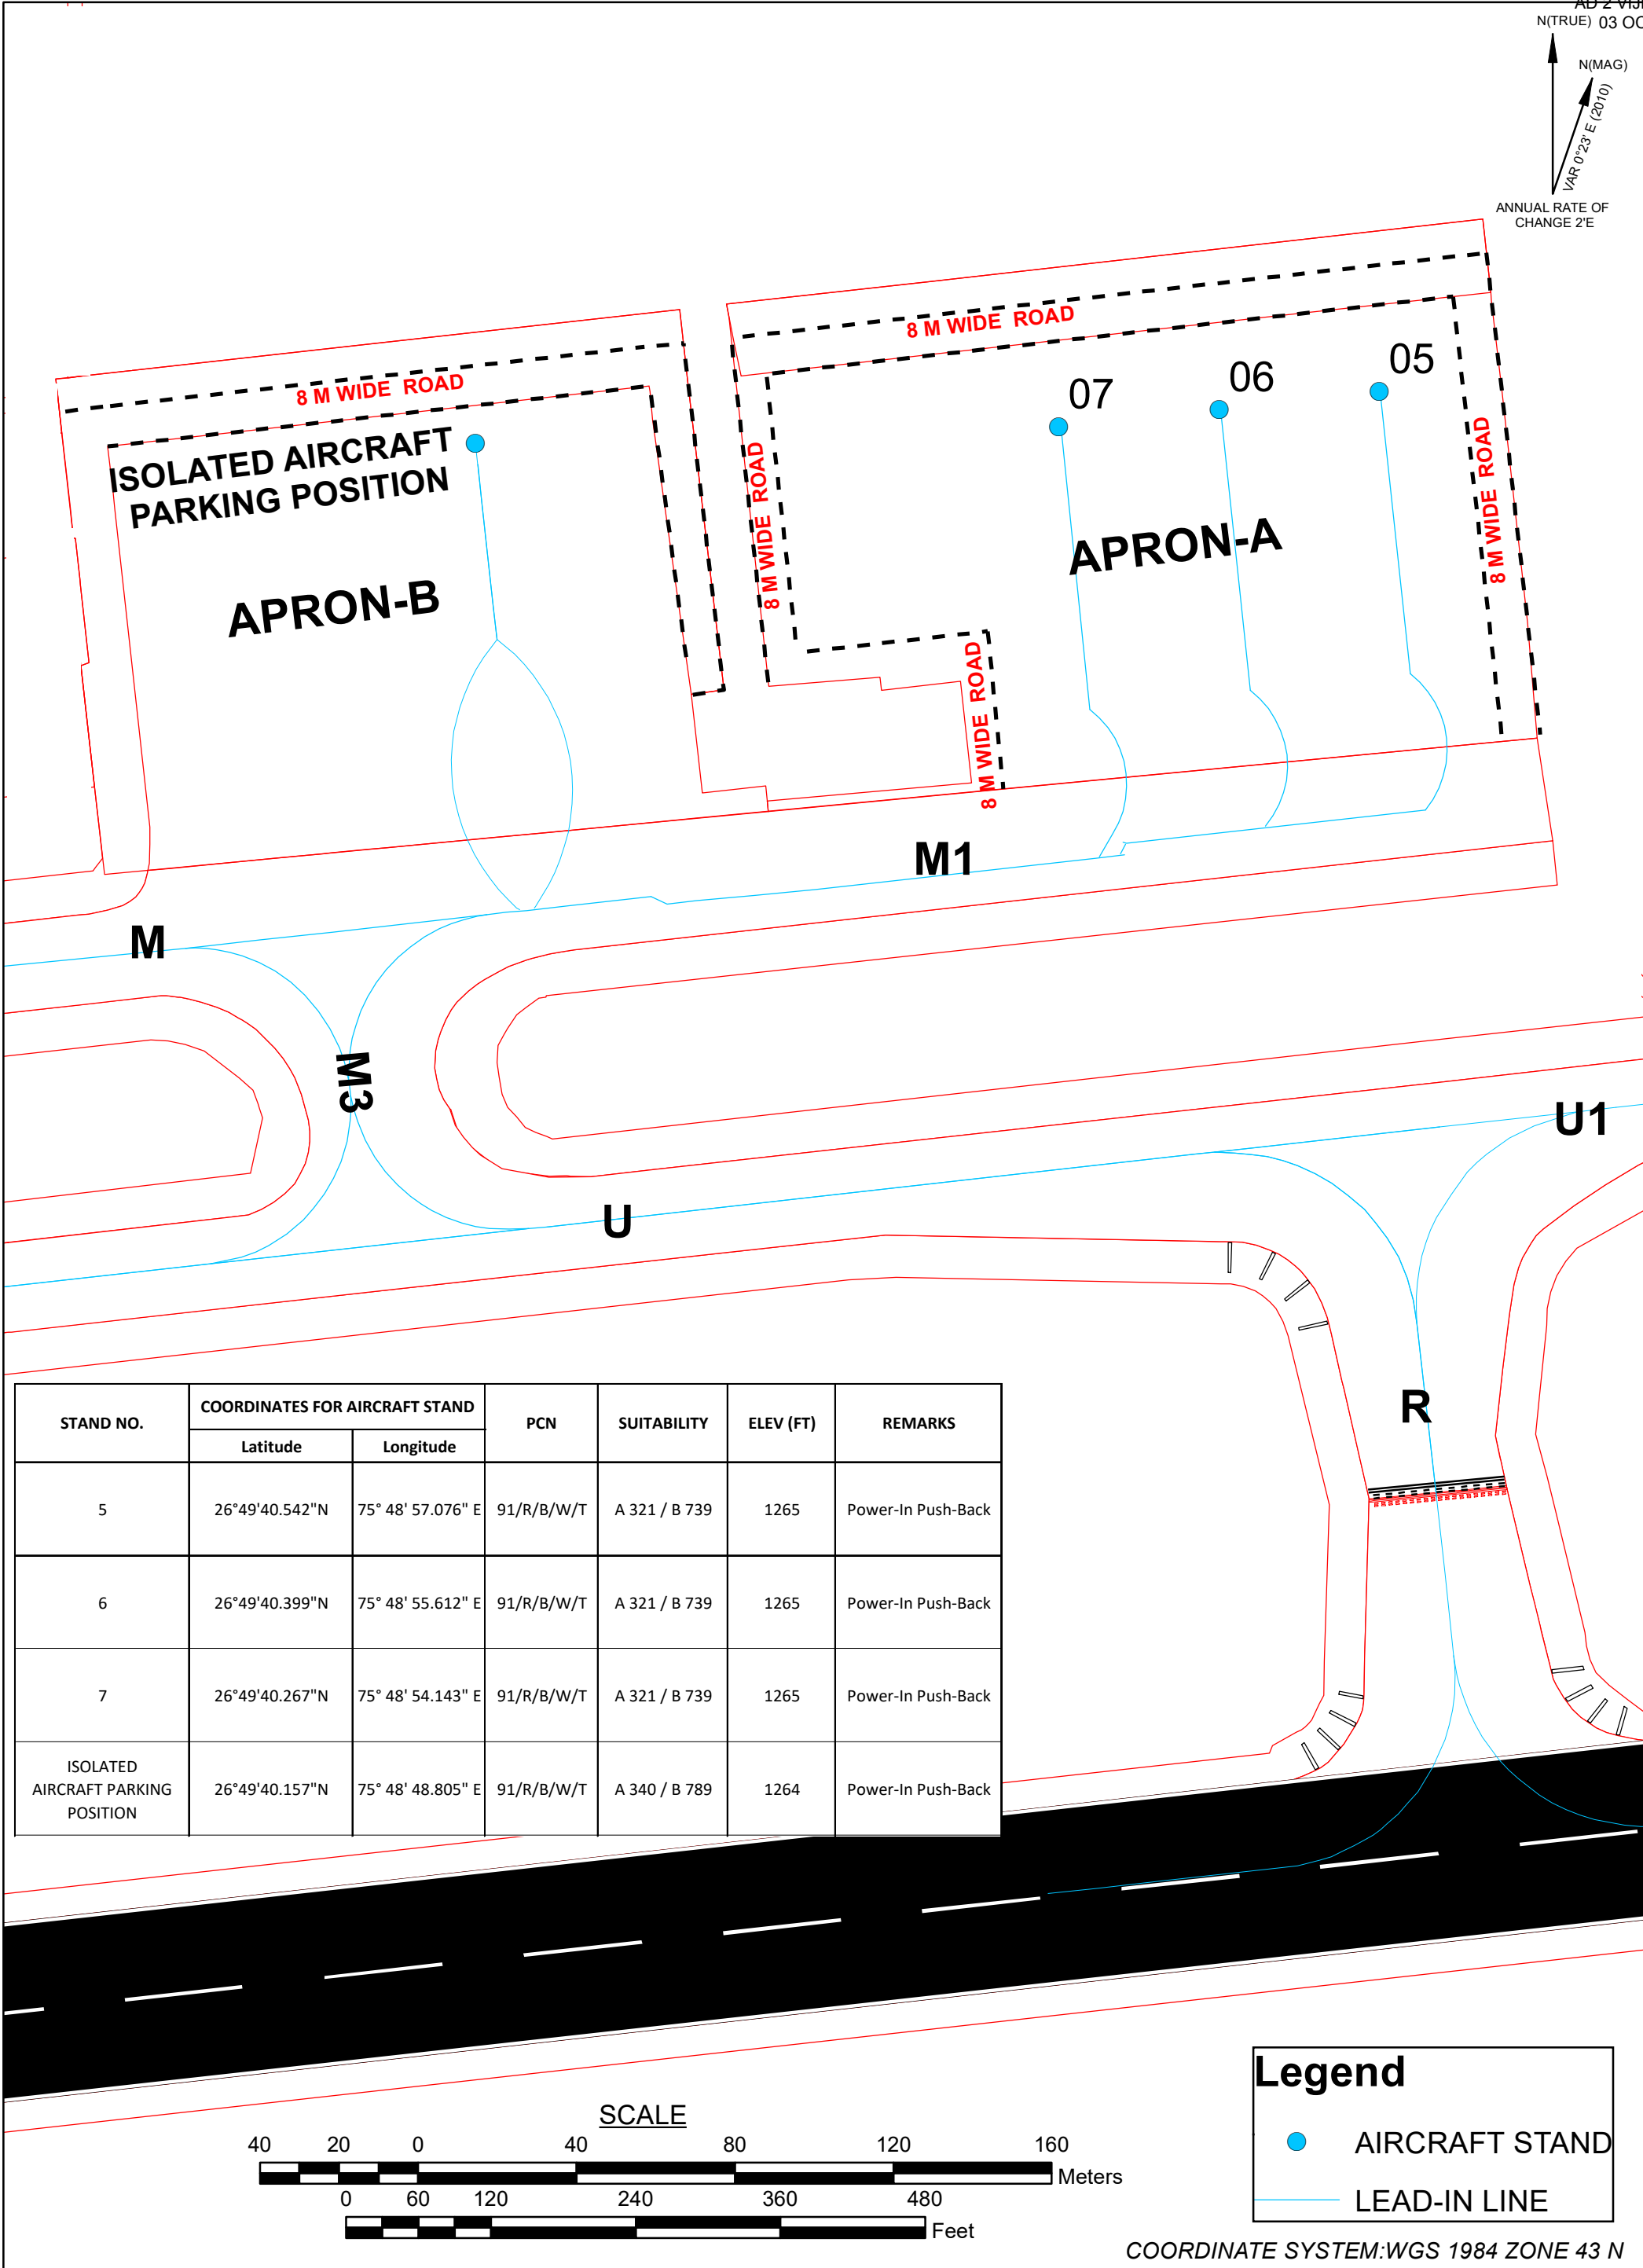 N(TRUE)
03
N(MAG)
VAR 0°23' E (2010)
ANNUAL RATE OF
CHANGE 2'E
8 M WIDE ROAD
8 M WIDE ROAD
05
06
07
ISOLATED AIRCRAFT
PARKING POSITION
8 M WIDE ROAD
8 M WIDE ROAD
APRON-A
APRON-B
8 M WIDE ROAD
M1
M
M3
U1
U
R
STAND NO. COORDINATES FOR AIRCRAFT STAND PCN SUITABILITY ELEV (FT) REMARKS
Latitude Longitude
5 26°49'40.542"N 75° 48' 57.076" E 91/R/B/W/T A 321 / B 739 1265 Power-In Push-Back
6 26°49'40.399"N 75° 48' 55.612" E 91/R/B/W/T A 321 / B 739 1265 Power-In Push-Back
7 26°49'40.267"N 75° 48' 54.143" E 91/R/B/W/T A 321 / B 739 1265 Power-In Push-Back
ISOLATED
AIRCRAFT PARKING
POSITION
26°49'40.157"N 75° 48' 48.805" E 91/R/B/W/T A 340 / B 789 1264 Power-In Push-Back
SCALE
40 20 0 40 80 120 160
Meters
0 60 120 240 360 480
Feet
Legend
AIRCRAFT STAND
LEAD-IN LINE
COORDINATE SYSTEM:WGS 1984 ZONE 43 N